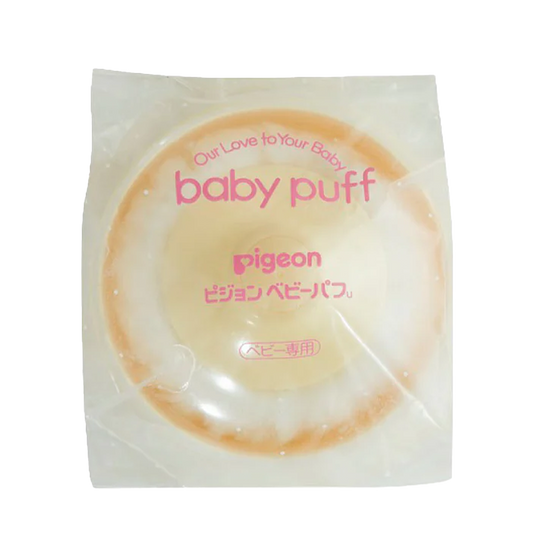 Our Love to Your Baby
baby puff
pigeon
ピジョン ベビーパフu
ベビー専用